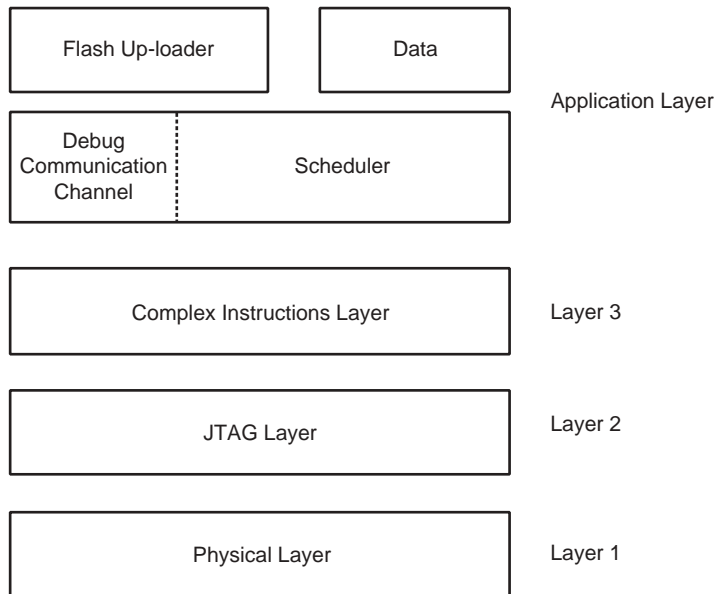 Flash Up-loader
Data
Application Layer
Debug
Communication
Channel
Scheduler
Complex Instructions Layer
Layer 3
JTAG Layer
Layer 2
Physical Layer
Layer 1